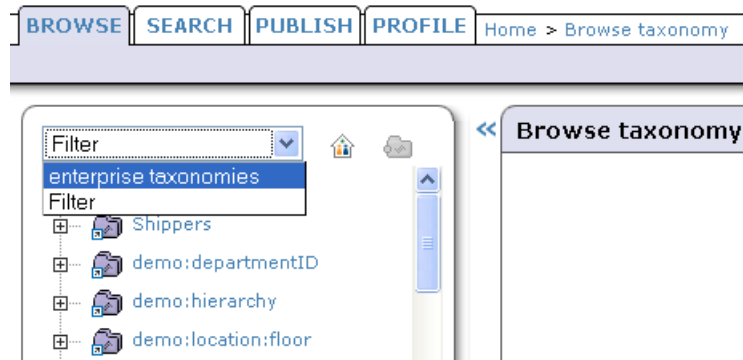 BROWSE SEARCH PUBLISH PROFILE Home > Browse taxonomy
Filter
enterprise taxonomies
Filter
Shippers
demo:departmentID
demo:hierarchy
demo:location:floor
« Browse taxonomy